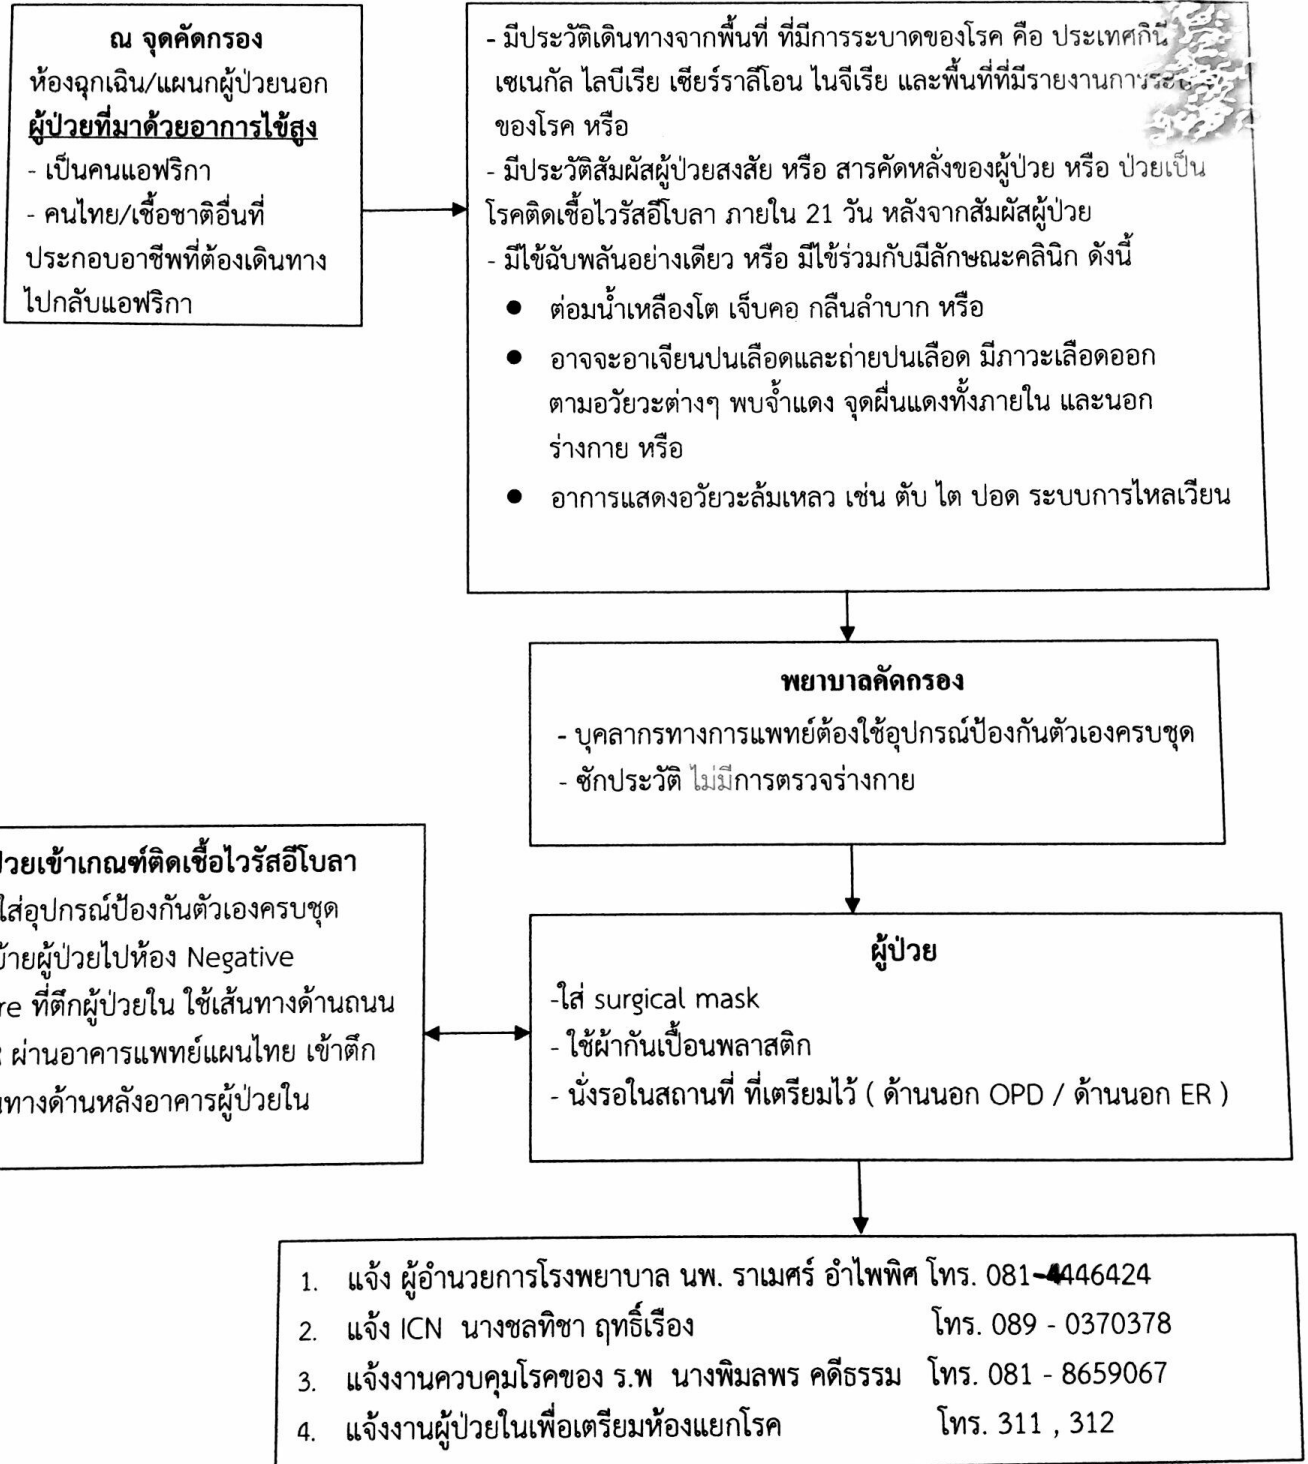 ณ จุดคัดกรอง
ห้องฉุกเฉิน/แผนกผู้ป่วยนอก
ผู้ป่วยที่มาด้วยอาการไข้สูง
- เป็นคนแอฟริกา
- คนไทย/เชื้อชาติอื่นที่
ประกอบอาชีพที่ต้องเดินทาง
ไปกลับแอฟริกา
- มีประวัติเดินทางจากพื้นที่ ที่มีการระบาดของโรค คือ ประเทศกินี
เซเนกัล ไลบีเรีย เซียร์ราลีโอน ไนจีเรีย และพื้นที่ที่มีรายงานการ
ของโรค หรือ
- มีประวัติสัมผัสผู้ป่วยสงสัย หรือ สารคัดหลั่งของผู้ป่วย หรือ ป่วยเป็น
โรคติดเชื้อไวรัสอีโบลา ภายใน 21 วัน หลังจากสัมผัสผู้ป่วย
- มีไข้ฉับพลันอย่างเดียว หรือ มีไข้ร่วมกับมีลักษณะคลินิก ดังนี้
● ต่อมน้ำเหลืองโต เจ็บคอ กลืนลำบาก หรือ
● อาจจะอาเจียนปนเลือดและถ่ายปนเลือด มีภาวะเลือดออก
ตามอวัยวะต่างๆ พบจ้ำแดง จุดผื่นแดงทั้งภายใน และนอก
ร่างกาย หรือ
● อาการแสดงอวัยวะล้มเหลว เช่น ตับ ไต ปอด ระบบการไหลเวียน
พยาบาลคัดกรอง
- บุคลากรทางการแพทย์ต้องใช้อุปกรณ์ป้องกันตัวเองครบชุด
- ซักประวัติ ไม่มีการตรวจร่างกาย
ป่วยเข้าเกณฑ์ติดเชื้อไวรัสอีโบลา
ใส่อุปกรณ์ป้องกันตัวเองครบชุด
ย้ายผู้ป่วยไปห้อง Negative
re ที่ตึกผู้ป่วยใน ใช้เส้นทางด้านถนน
ผ่านอาคารแพทย์แผนไทย เข้าตึก
ทางด้านหลังอาคารผู้ป่วยใน
ผู้ป่วย
-ใส่ surgical mask
- ใช้ผ้ากันเปื้อนพลาสติก
- นั่งรอในสถานที่ ที่เตรียมไว้ ( ด้านนอก OPD / ด้านนอก ER )
1. แจ้ง ผู้อำนวยการโรงพยาบาล นพ. ราเมศร์ อำไพพิศ โทร. 081-4446424
2. แจ้ง ICN นางชลทิชา ฤทธิ์เรือง โทร. 089 - 0370378
3. แจ้งงานควบคุมโรคของ ร.พ นางพิมลพร คดีธรรม โทร. 081 - 8659067
4. แจ้งงานผู้ป่วยในเพื่อเตรียมห้องแยกโรค โทร. 311 , 312